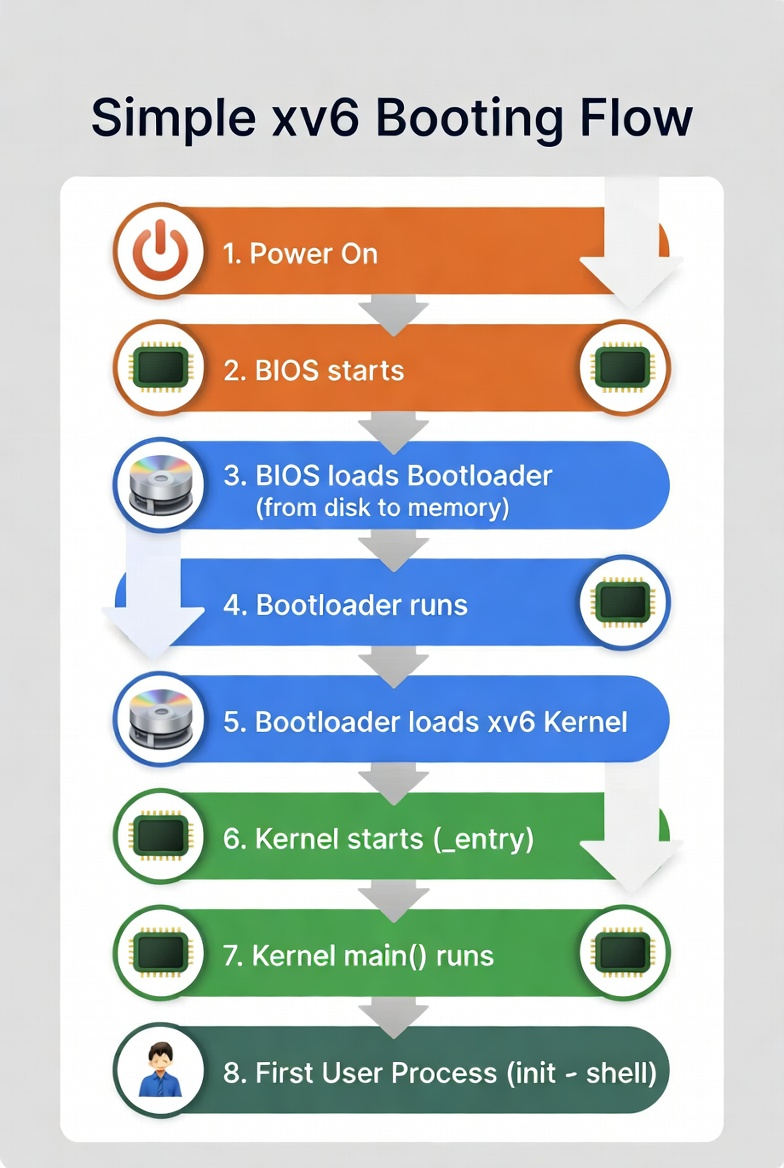 Simple xv6 Booting Flow
1. Power On
2. BIOS starts
3. BIOS loads Bootloader
(from disk to memory)
4. Bootloader runs
5. Bootloader loads xv6 Kernel
6. Kernel starts (_entry)
7. Kernel main() runs
8. First User Process (init - shell)